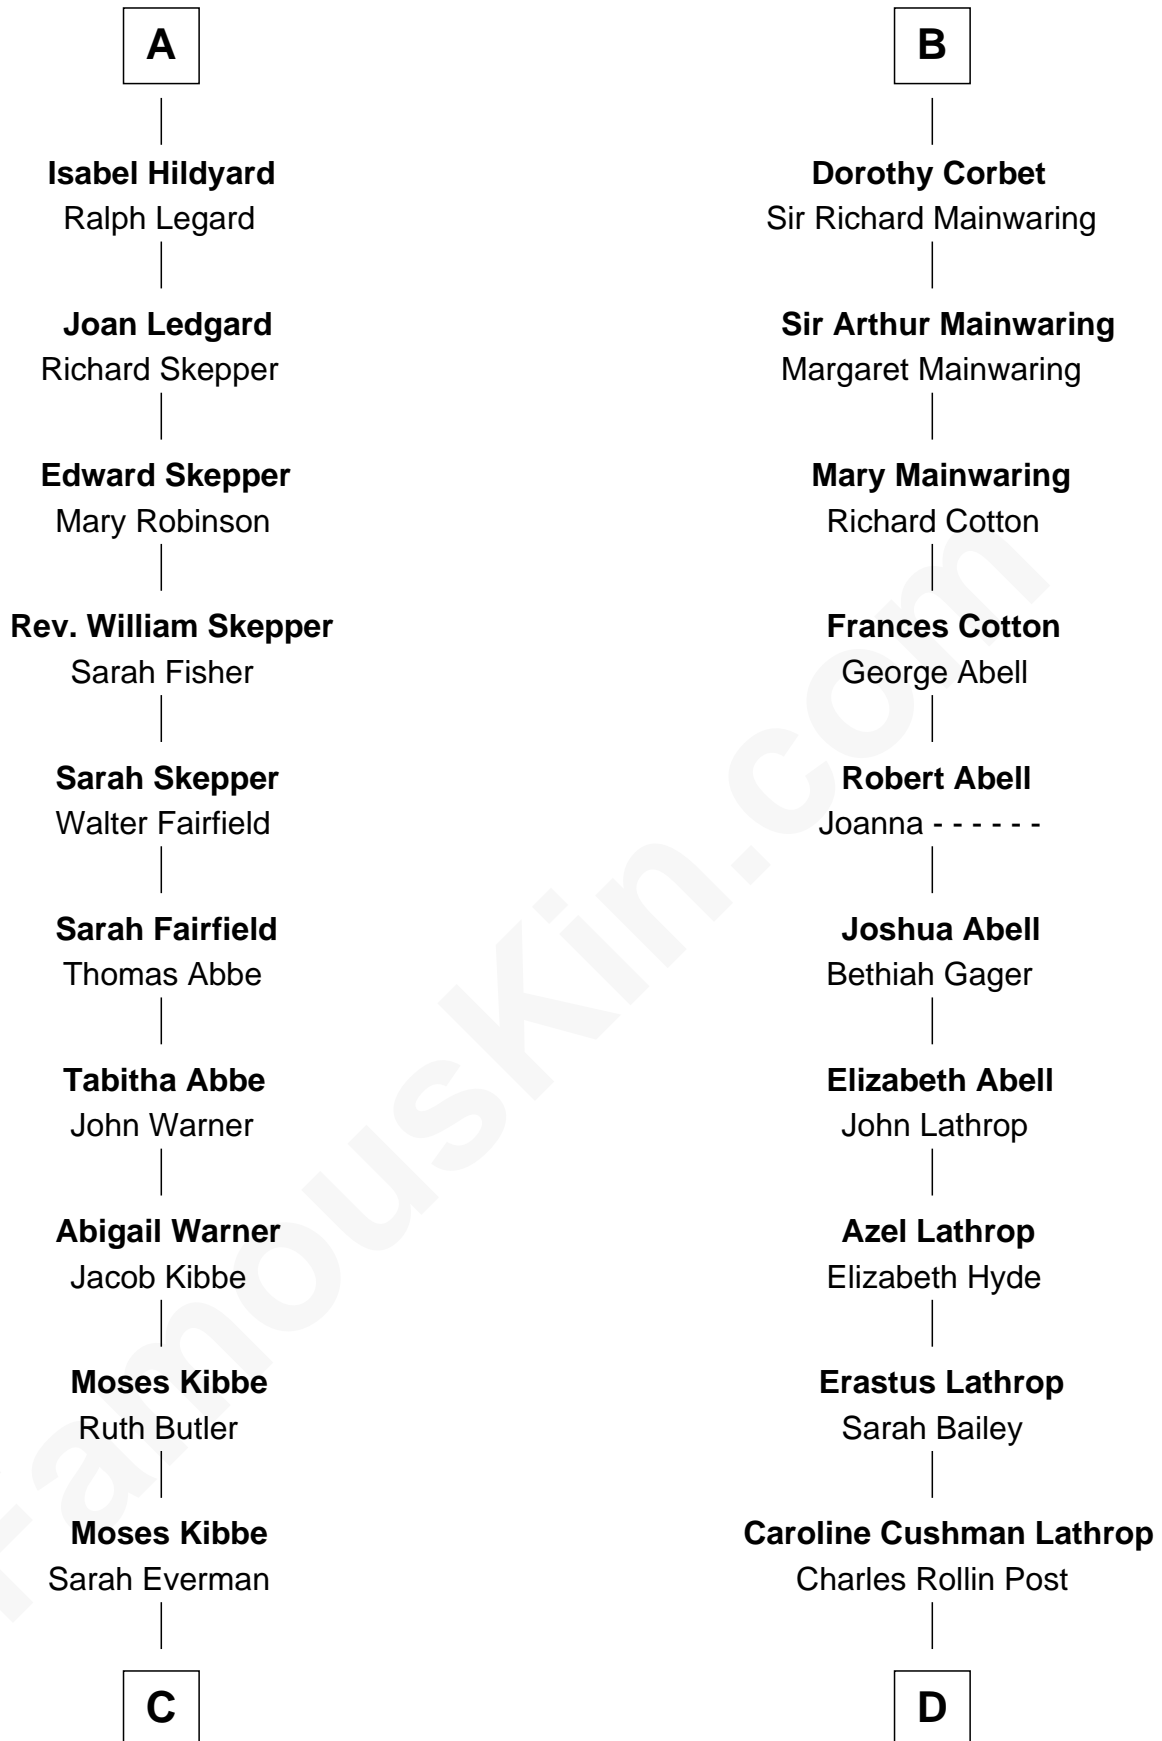 A
Isabel Hildyard
Ralph Legard
Joan Ledgard
Richard Skepper
Edward Skepper
Mary Robinson
Rev. William Skepper
Sarah Fisher
Sarah Skepper
Walter Fairfield
Sarah Fairfield
Thomas Abbe
Tabitha Abbe
John Warner
Abigail Warner
Jacob Kibbe
Moses Kibbe
Ruth Butler
Moses Kibbe
Sarah Everman
C
B
Dorothy Corbet
Sir Richard Mainwaring
Sir Arthur Mainwaring
Margaret Mainwaring
Mary Mainwaring
Richard Cotton
Frances Cotton
George Abell
Robert Abell
Joanna - - - - - -
Joshua Abell
Bethiah Gager
Elizabeth Abell
John Lathrop
Azel Lathrop
Elizabeth Hyde
Erastus Lathrop
Sarah Bailey
Caroline Cushman Lathrop
Charles Rollin Post
D
FamousKin.com